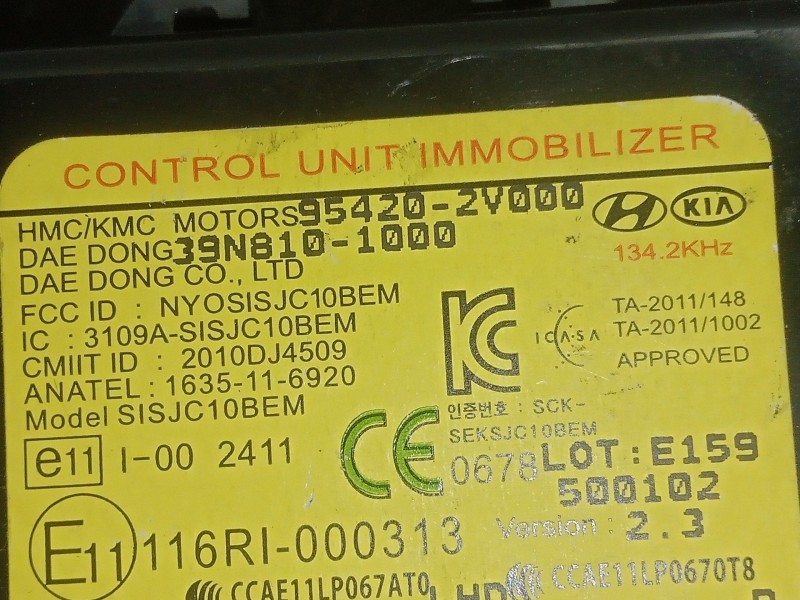 CONTROL UNIT IMMOBILIZER
HMC/KMC MOTORS 95420-2V000
KIA
DAE DONG 39N810-1000
134.2KHz
DAE DONG CO., LTD
FCC ID : NYOSISJC10BEM
IC : 3109A-SISJC10BEM
CMIIT ID : 2010DJ4509
ANATEL : 1635-11-6920
Model SISJC10BEM
ICASA
TA-2011/148
TA-2011/1002
APPROVED
인증번호 : SCK-
SEKSJC10BEM
e11 I-00 2411
CE 0678
LOT:E159
500102
Version : 2.3
E11 116RI-000313
CCAE11LP067AT0
LHD
CCAE11LP0670T8